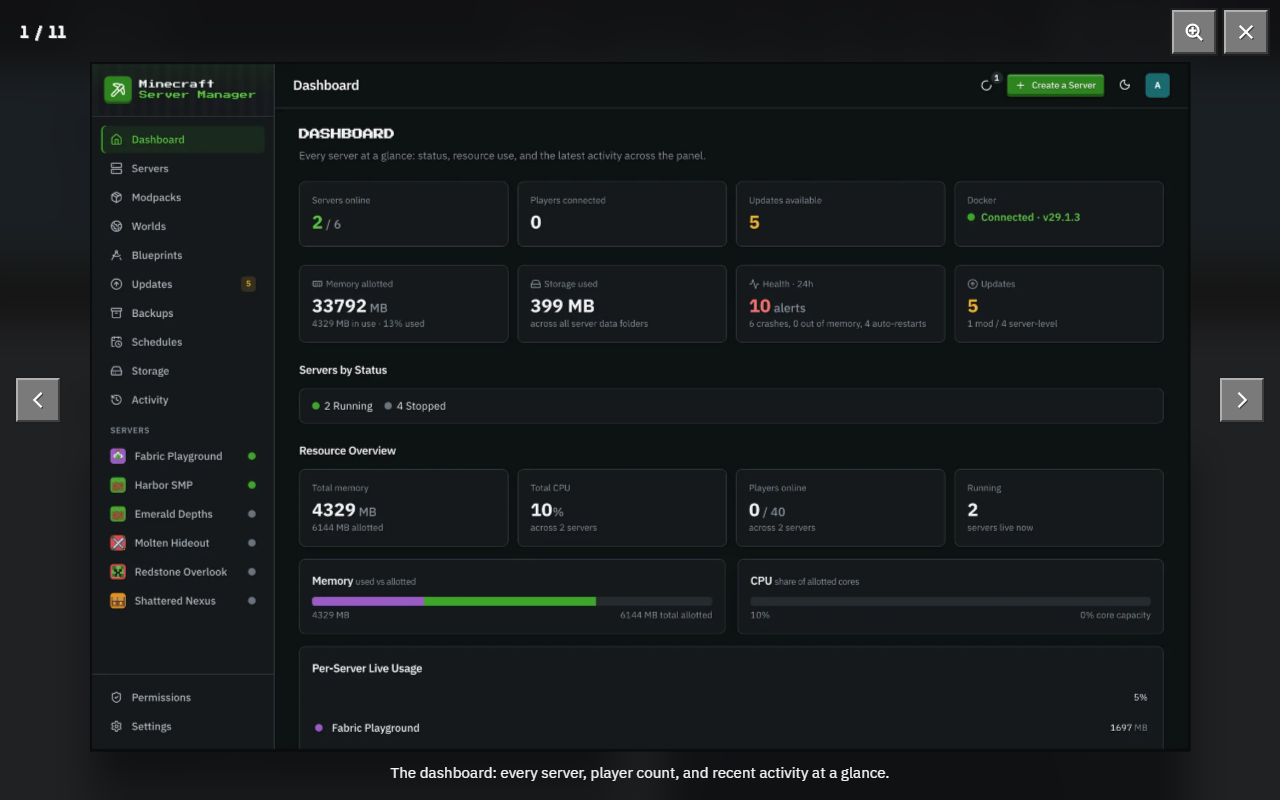 1 / 11
Minecraft
Server Manager
Dashboard
1
+ Create a Server
A
Dashboard
Servers
Modpacks
Worlds
Blueprints
Updates 5
Backups
Schedules
Storage
Activity
SERVERS
Fabric Playground
Harbor SMP
Emerald Depths
Molten Hideout
Redstone Overlook
Shattered Nexus
Permissions
Settings
DASHBOARD
Every server at a glance: status, resource use, and the latest activity across the panel.
Servers online
2 / 6
Players connected
0
Updates available
5
Docker
Connected · v29.1.3
Memory allotted
33792 MB
4329 MB in use · 13% used
Storage used
399 MB
across all server data folders
Health · 24h
10 alerts
6 crashes, 0 out of memory, 4 auto-restarts
Updates
5
1 mod / 4 server-level
Servers by Status
2 Running 4 Stopped
Resource Overview
Total memory
4329 MB
6144 MB allotted
Total CPU
10%
across 2 servers
Players online
0 / 40
across 2 servers
Running
2
servers live now
Memory used vs allotted
4329 MB 6144 MB total allotted
CPU share of allotted cores
10% 0% core capacity
Per-Server Live Usage
5%
Fabric Playground 1697 MB
The dashboard: every server, player count, and recent activity at a glance.